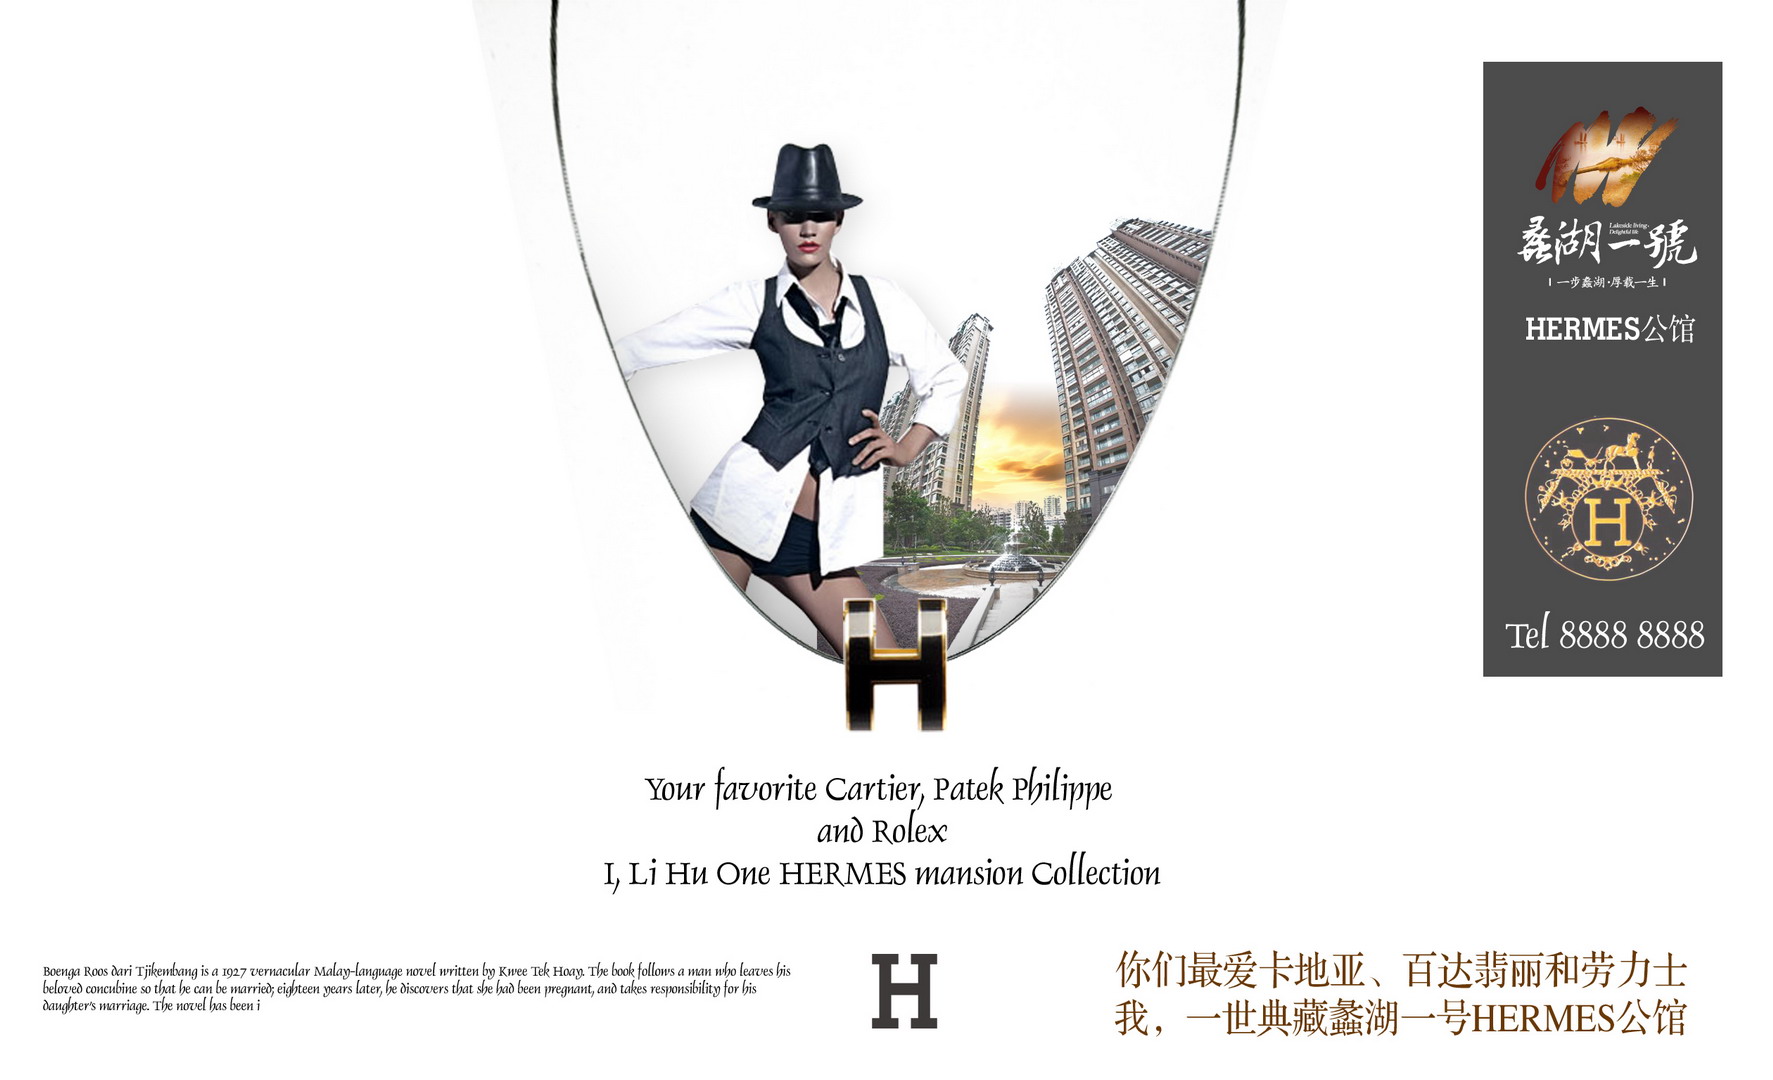 蠡湖一號
Lakeside living·
Delightful life
一步蠡湖·厚载一生
HERMES公馆
H
Tel 8888 8888
H
Your favorite Cartier, Patek Philippe
and Rolex
I, Li Hu One HERMES mansion Collection
Boenga Roos dari Tjikembang is a 1927 vernacular Malay-language novel written by Kwee Tek Hoay. The book follows a man who leaves his
beloved concubine so that he can be married; eighteen years later, he discovers that she had been pregnant, and takes responsibility for his
daughter's marriage. The novel has been i
H
你们最爱卡地亚、百达翡丽和劳力士
我，一世典藏蠡湖一号HERMES公馆